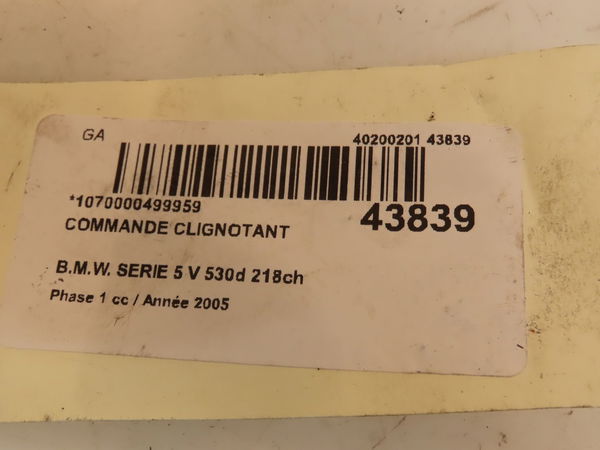 GA
40200201 43839
*1070000499959
43839
COMMANDE CLIGNOTANT
B.M.W. SERIE 5 V 530d 218ch
Phase 1 cc / Année 2005